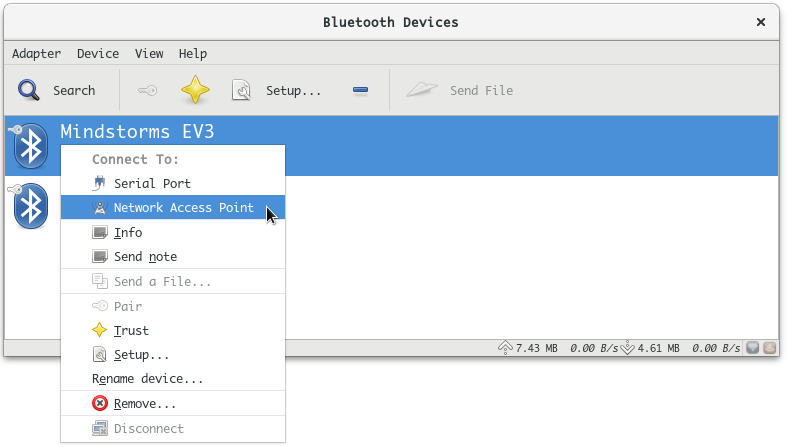 Bluetooth Devices
Adapter Device View Help
Search Setup... Send File
Mindstorms EV3
Connect To:
Serial Port
Network Access Point
Info
Send note
Send a File...
Pair
Trust
Setup...
Rename device...
Remove...
Disconnect
7.43 MB 0.00 B/s 4.61 MB 0.00 B/s